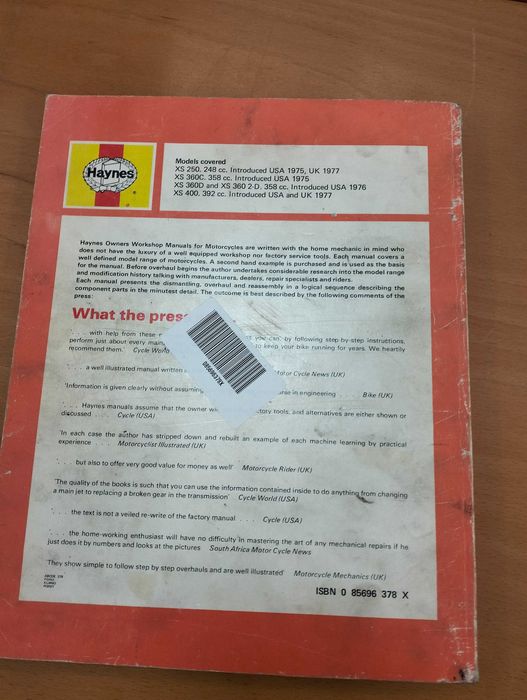 Haynes
Models covered
XS 250. 248 cc. Introduced USA 1975, UK 1977
XS 360C. 358 cc. Introduced USA 1975
XS 360D and XS 360 2-D. 358 cc. Introduced USA 1976
XS 400. 392 cc. Introduced USA and UK 1977
Haynes Owners Workshop Manuals for Motorcycles are written with the home mechanic in mind who
does not have the luxury of a well equipped workshop nor factory service tools. Each manual covers a
well defined model range of motorcycles. A second hand example is purchased and is used as the basis
for the manual. Before overhaul begins the author undertakes considerable research into the model range
and modification history talking with manufacturers, dealers, repair specialists and riders.
Each manual presents the dismantling, overhaul and reassembly in a logical sequence describing the
component parts in the minutest detail. The outcome is best described by the following comments of the
press:
What the press
'. . . . with help from these you can, by following step-by-step instructions,
perform just about every to keep your bike running for years. We heartily
recommend them.' Cycle World
'. . . . a well illustrated manual written Motor Cycle News (UK)
'Information is given clearly without assuming in engineering . . . . Bike (UK)
'. . . . Haynes manuals assume that the owner tools, and alternatives are either shown or
discussed . . . . Cycle (USA)
'In each case the author has stripped down and rebuilt an example of each machine learning by practical
experience . . . . Motorcyclist Illustrated (UK)
'. . . . but also to offer very good value for money as well' Motorcycle Rider (UK)
'The quality of the books is such that you can use the information contained inside to do anything from changing
a main jet to replacing a broken gear in the transmission' Cycle World (USA)
'. . . . the text is not a veiled re-write of the factory manual . . . . Cycle (USA)
'. . . . the home-working enthusiast will have no difficulty in mastering the art of any mechanical repairs if he
just does it by numbers and looks at the pictures South Africa Motor Cycle News
'They show simple to follow step by step overhauls and are well illustrated' Motorcycle Mechanics (UK)
ISBN 0 85696 378 X